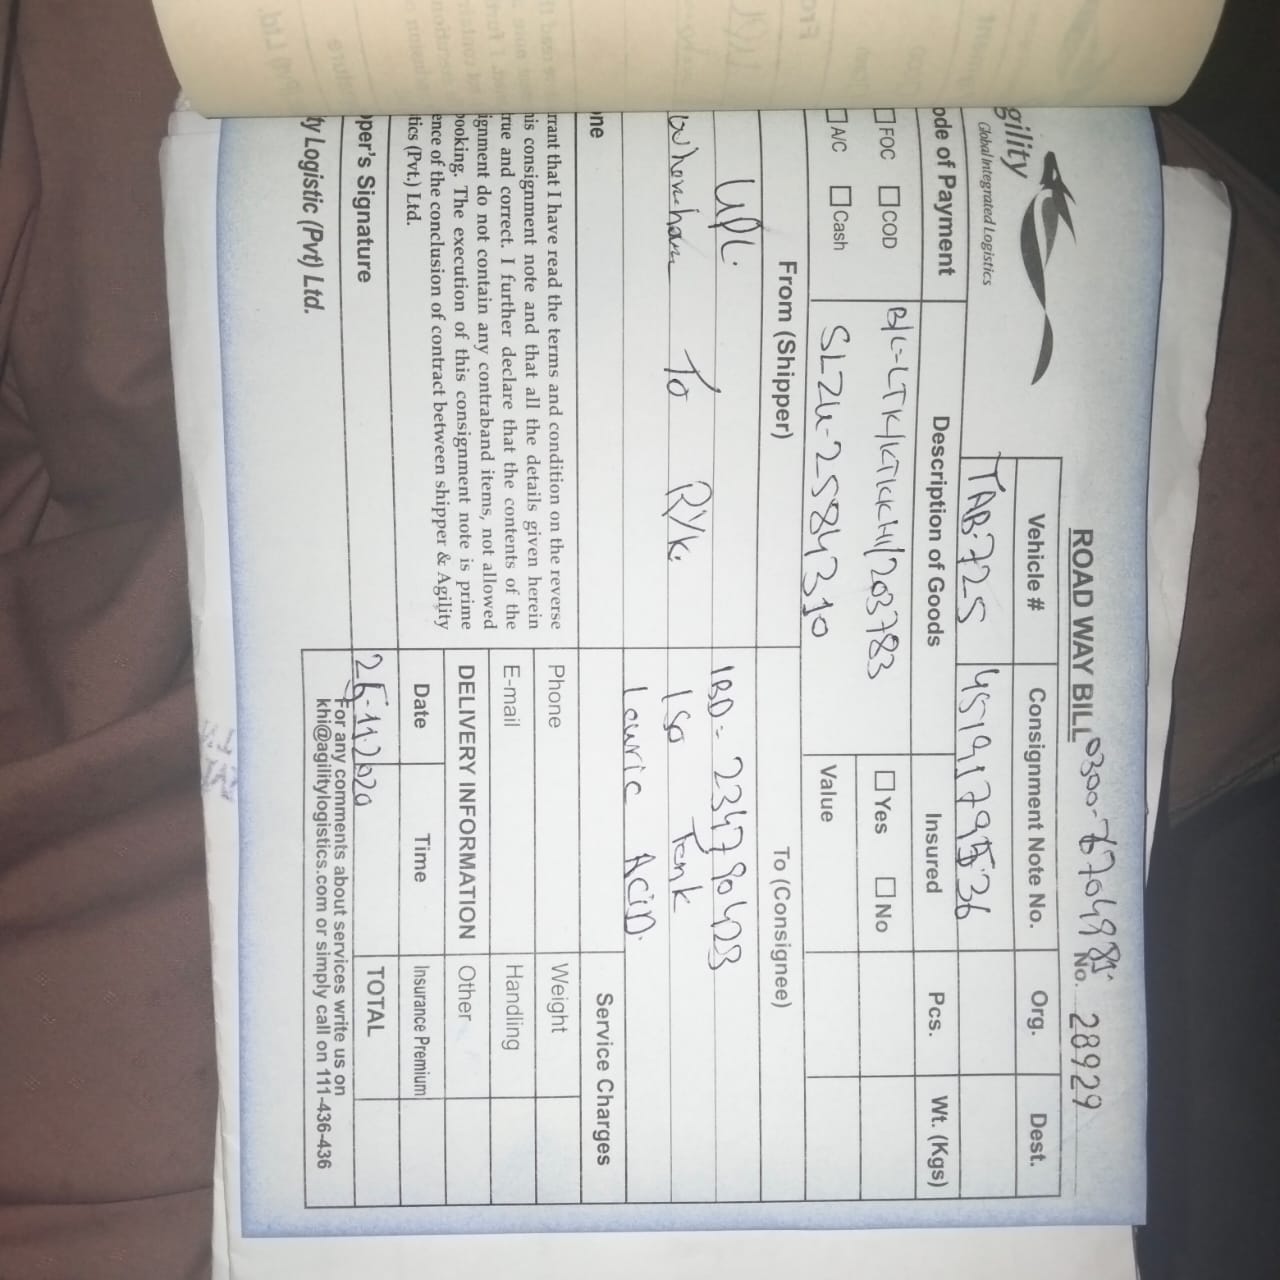 ROAD WAY BILL 0300-6704981 No. 28929
gility
Global Integrated Logistics
Vehicle # Consignment Note No. Org. Dest.
TAB-725
ode of Payment Description of Goods Insured Pcs. Wt. (Kgs)
FOC COD B/L-LTK/KTKKHI/203783 Yes No
A/C Cash SLZU-2584310 Value
From (Shipper) To (Consignee)
UPL. IBD- 234790423
To RYK. ISO Tank
Lauric ACiD.
ne Service Charges
rrant that I have read the terms and condition on the reverse
his consignment note and that all the details given herein
true and correct. I further declare that the contents of the
ignment do not contain any contraband items, not allowed
ooking. The execution of this consignment note is prime
ence of the conclusion of contract between shipper & Agility
tics (Pvt.) Ltd.
Phone Weight
E-mail Handling
DELIVERY INFORMATION Other
Date Time Insurance Premium
per's Signature 26-11-2020 TOTAL
ty Logistic (Pvt) Ltd.
For any comments about services write us on
khi@agilitylogistics.com or simply call on 111-436-436